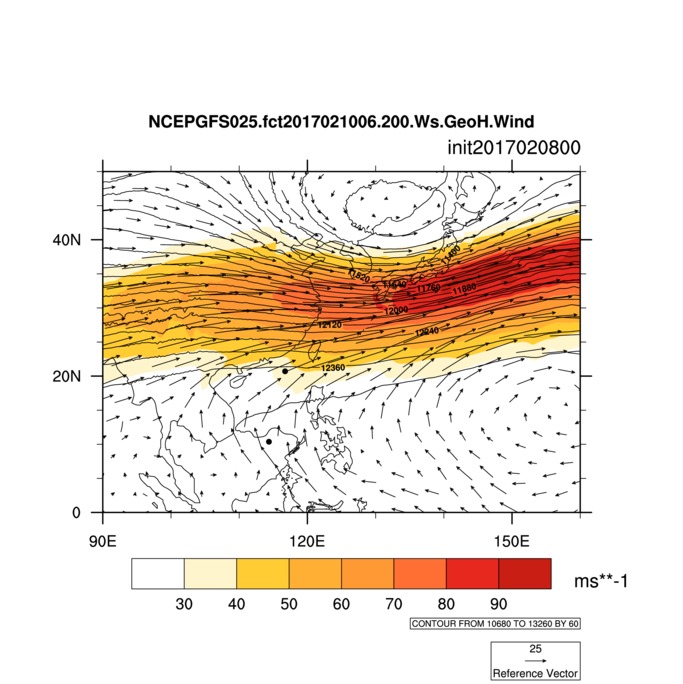 NCEPGFS025.fct2017021006.200.Ws.GeoH.Wind
init2017020800
40N
20N
0
11400
11520
11640
11760
11880
12000
12120
12240
12360
90E 120E 150E
30 40 50 60 70 80 90
ms**-1
CONTOUR FROM 10680 TO 13260 BY 60
25
Reference Vector